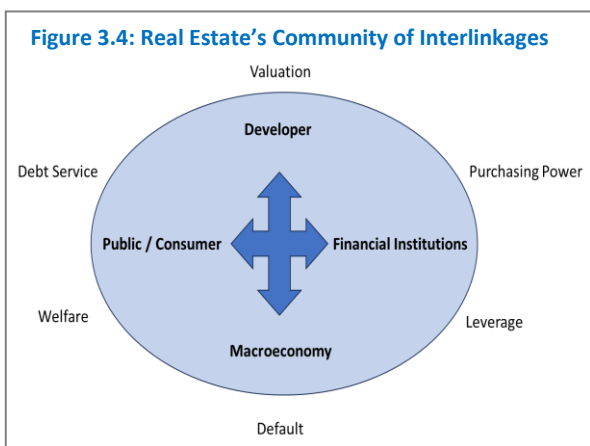 Figure 3.4: Real Estate’s Community of Interlinkages
Valuation
Developer
Debt Service
Purchasing Power
Public / Consumer
Financial Institutions
Welfare
Leverage
Macroeconomy
Default